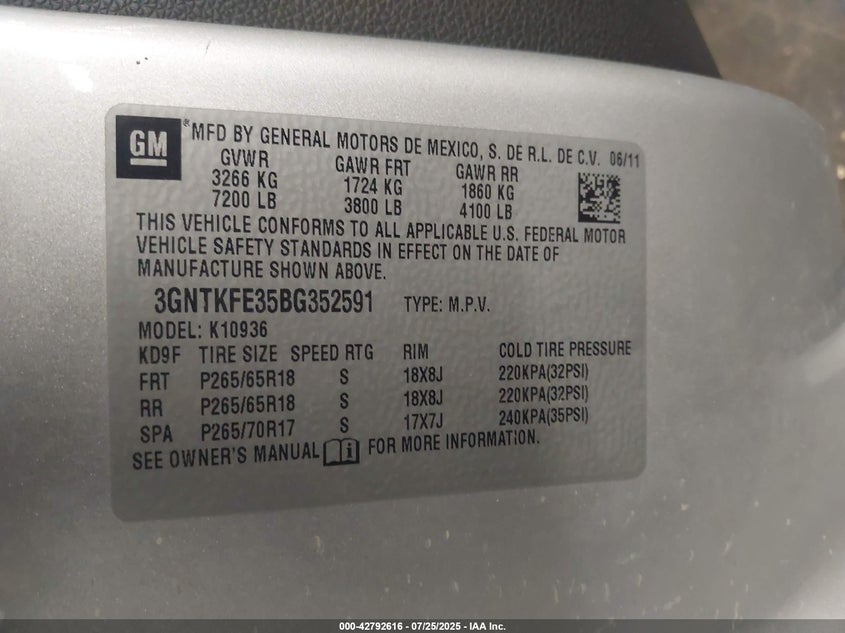 GM ® MFD BY GENERAL MOTORS DE MEXICO, S. DE R.L. DE C.V. 06/11
GVWR GAWR FRT GAWR RR
3266 KG 1724 KG 1860 KG
7200 LB 3800 LB 4100 LB
THIS VEHICLE CONFORMS TO ALL APPLICABLE U.S. FEDERAL MOTOR
VEHICLE SAFETY STANDARDS IN EFFECT ON THE DATE OF
MANUFACTURE SHOWN ABOVE.
3GNTKFE35BG352591 TYPE: M.P.V.
MODEL: K10936
KD9F TIRE SIZE SPEED RTG RIM COLD TIRE PRESSURE
FRT P265/65R18 S 18X8J 220KPA(32PSI)
RR P265/65R18 S 18X8J 220KPA(32PSI)
SPA P265/70R17 S 17X7J 240KPA(35PSI)
SEE OWNER'S MANUAL i FOR MORE INFORMATION.
000-42792616 - 07/25/2025 - IAA Inc.